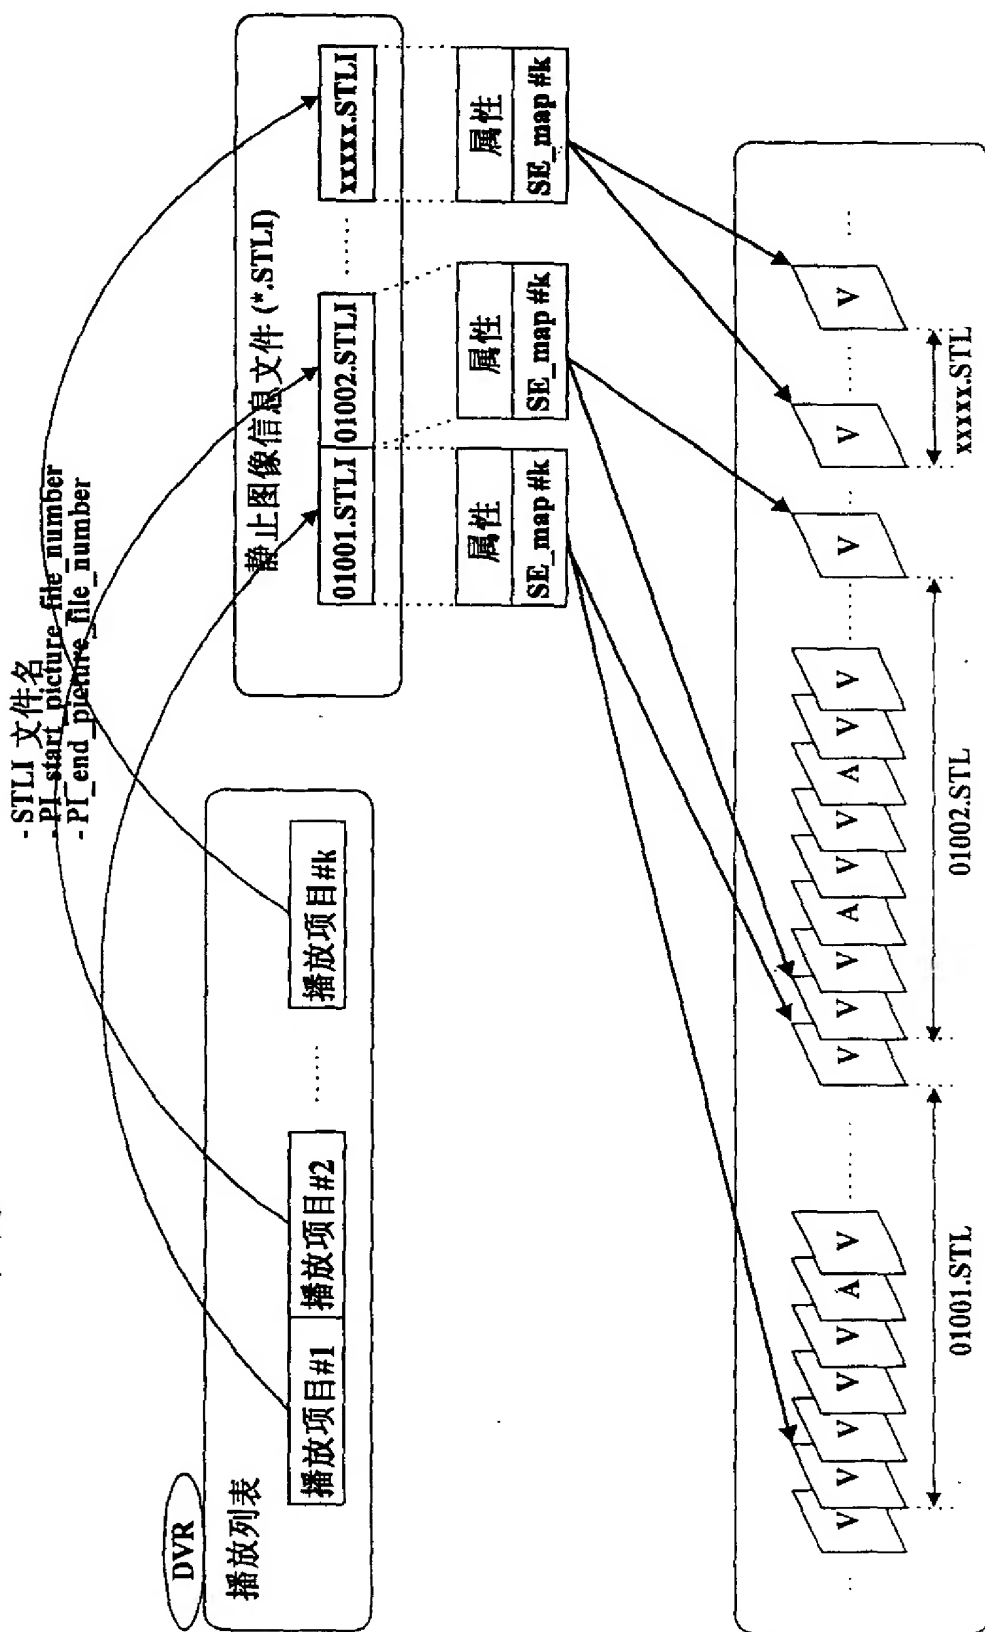 - STLI 文件名
- PI_start_picture_file_number
- PI_end_picture_file_number
DVR
播放列表
播放项目#1
播放项目#2
......
播放项目#k
静止图像信息文件 (*.STLI)
01001.STLI
01002.STLI
......
xxxxx.STLI
属性
SE_map #k
属性
SE_map #k
属性
SE_map #k
...
V
V
V
V
V
A
V
......
V
V
V
A
V
V
A
V
V
......
V
...
V
......
V
...
01001.STL
01002.STL
xxxxx.STL